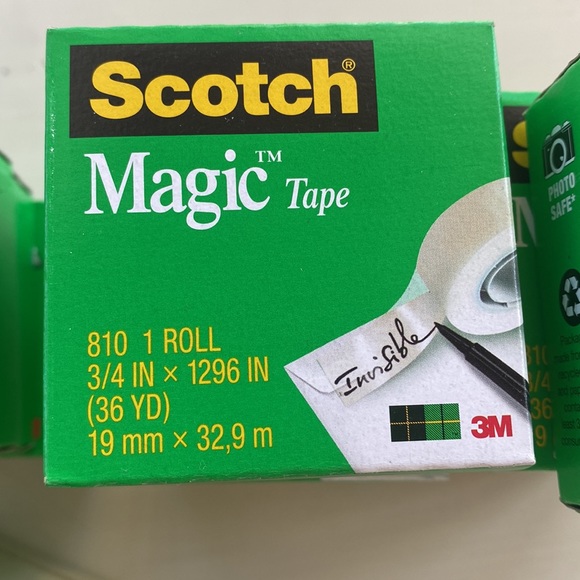 Scotch®
Magic™ Tape
810 1 ROLL
3/4 IN × 1296 IN
(36 YD)
19 mm × 32,9 m
Invisible
3M
PHOTO
SAFE*